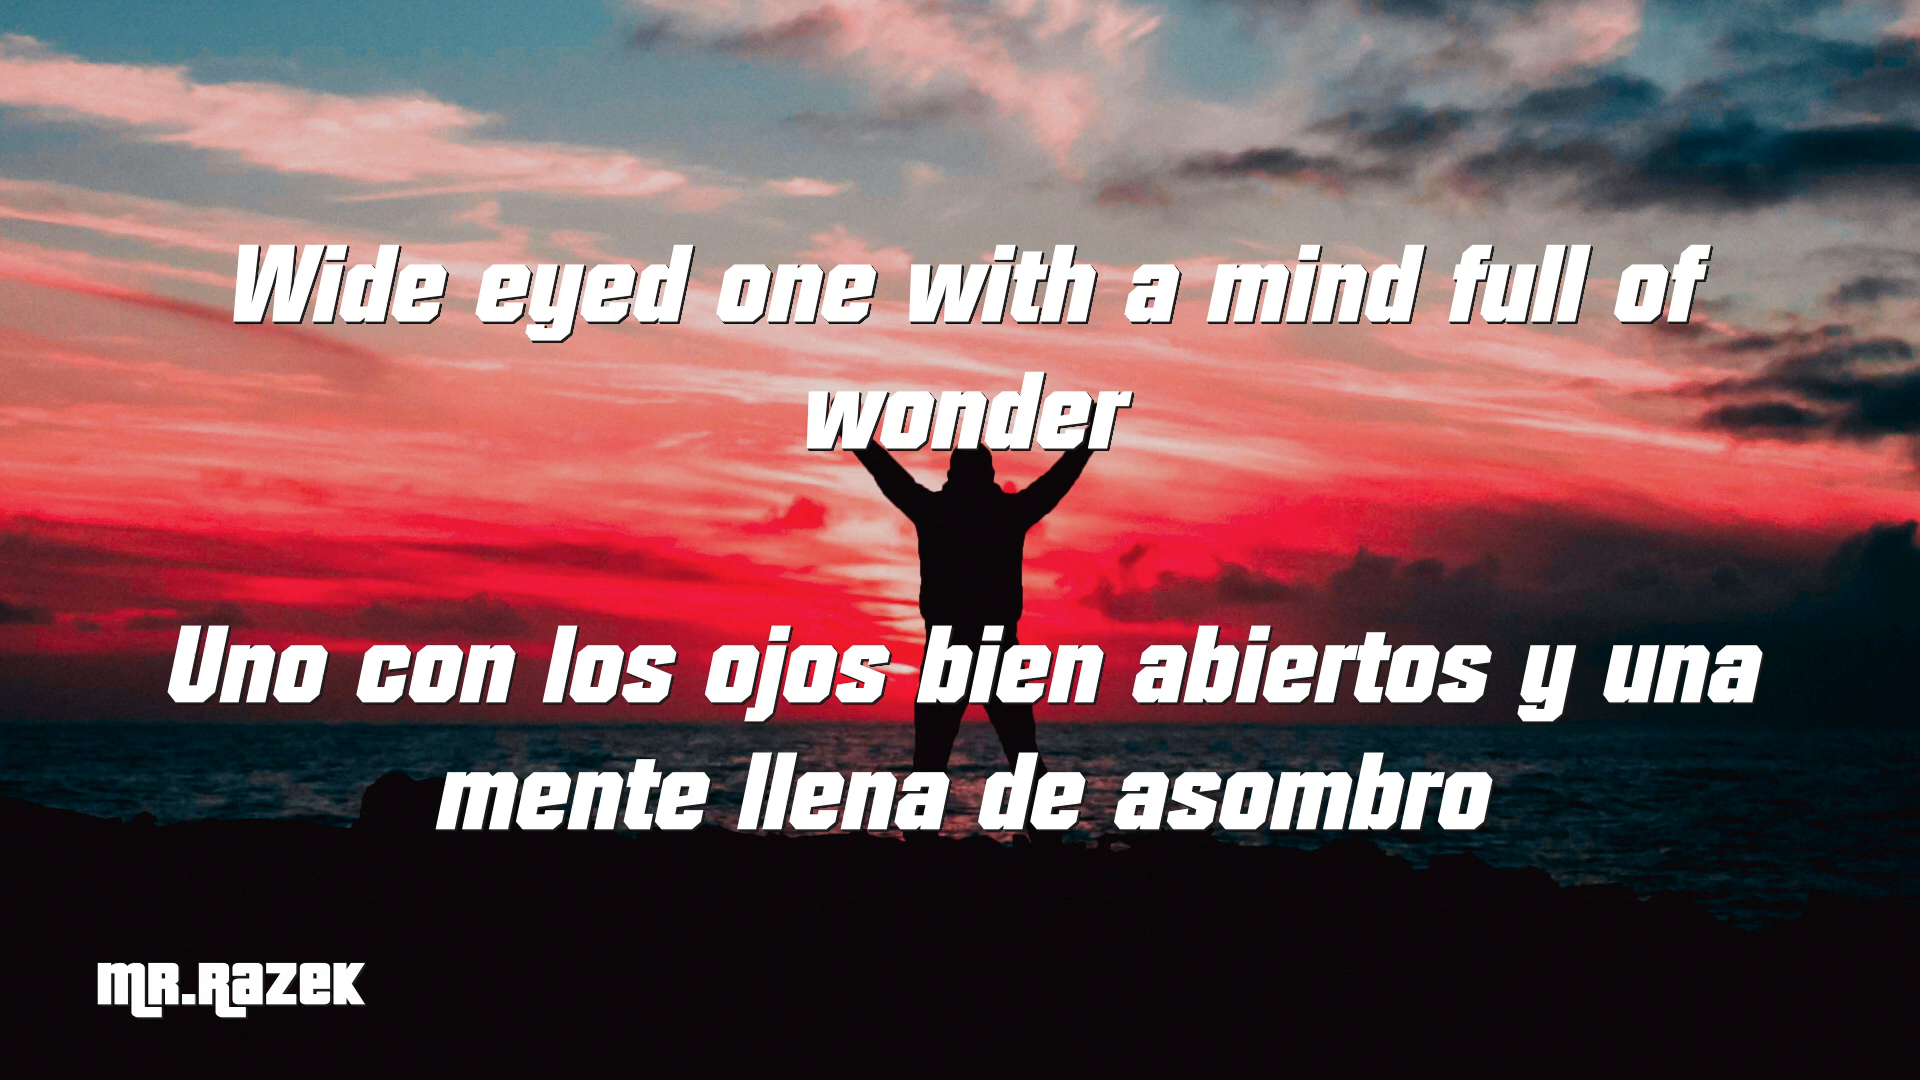 Wide eyed one with a mind full of
wonder
Uno con los ojos bien abiertos y una
mente llena de asombro
MR.RAZEK